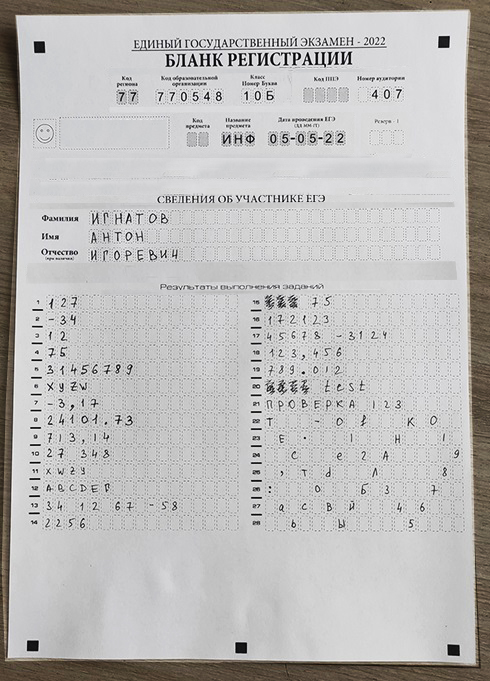 ЕДИНЫЙ ГОСУДАРСТВЕННЫЙ ЭКЗАМЕН - 2022
БЛАНК РЕГИСТРАЦИИ
Код региона Код образовательной организации Класс Номер Буква Код ППЭ Номер аудитории
77 770548 10Б 407
Код предмета Название предмета Дата проведения ЕГЭ (ДД-ММ-ГГ) Резерв - 1
ИНФ 05-05-22
СВЕДЕНИЯ ОБ УЧАСТНИКЕ ЕГЭ
Фамилия ИГНАТОВ
Имя АНТОН
Отчество ИГОРЕВИЧ
(при наличии)
Результаты выполнения заданий
1 127
2 -34
3 12
4 75
5 31456789
6 XYZW
7 -3,17
8 24101.73
9 713,14
10 27 348
11 XWZY
12 ABCDEF
13 34 12 67 -58
14 2256
15 75
16 172123
17 45678 -3124
18 123,456
19 789.012
20 test
21 ПРОВЕРКА 123
22 Т - О К О
23 Е . 1 Н 1
24 С е 2 А 9
25 , т d Л 8
26 : О Б 3 7
27 а С В Й 4 6
28 Ь Ы 5